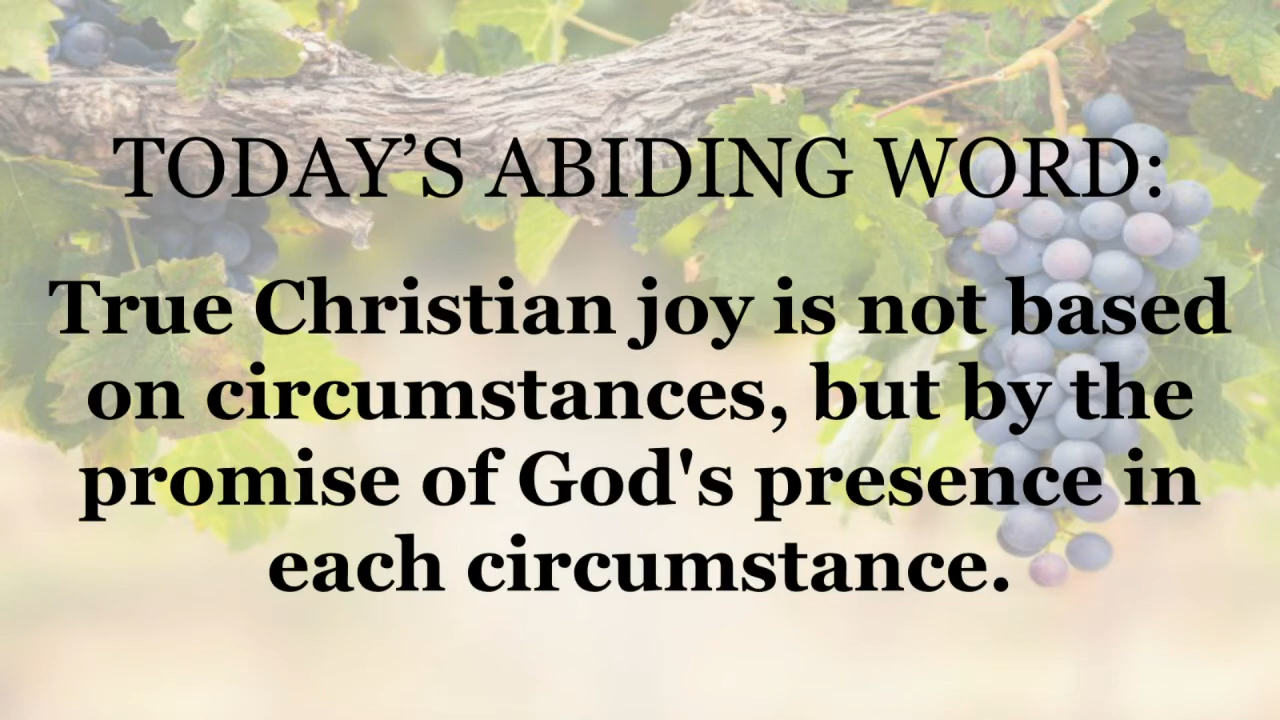 TODAY’S ABIDING WORD:
True Christian joy is not based
on circumstances, but by the
promise of God's presence in
each circumstance.